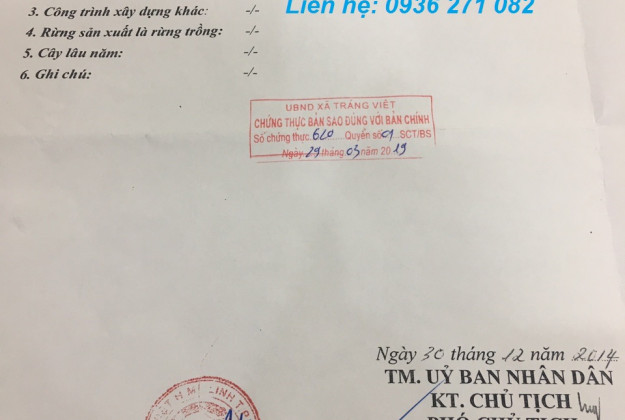 Liên hệ: 0936 271 082
3. Công trình xây dựng khác: -/-
4. Rừng sản xuất là rừng trồng: -/-
5. Cây lâu năm: -/-
6. Ghi chú: -/-
UBND XÃ TRÁNG VIỆT
CHỨNG THỰC BẢN SAO ĐÚNG VỚI BẢN CHÍNH
Số chứng thực 620 Quyển số 01 SCT/BS
Ngày 29 tháng 03 năm 2019
Ngày 30 tháng 12 năm 2014
TM. UỶ BAN NHÂN DÂN
KT. CHỦ TỊCH
PHÓ CHỦ TỊCH